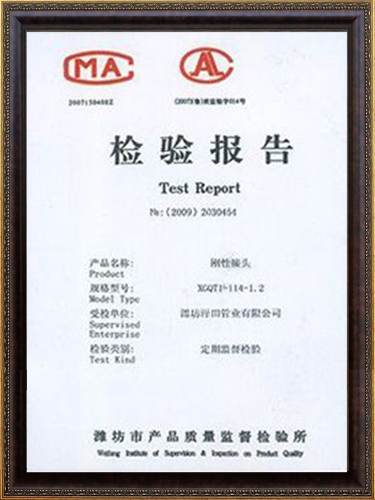 MA
AL
2007150408Z
检验报告
Test Report
№:(2009) 2030454
产品名称: 刚性接头
Product
规格型号: XGQT1-114-1.2
Model Type
受检单位: 潍坊 管业有限公司
Supervised
Enterprise
检验类别: 定期监督检验
Test Kind
潍坊市产品质量监督检验所
Weifang Institute of Supervision & Inspection on Product Quality